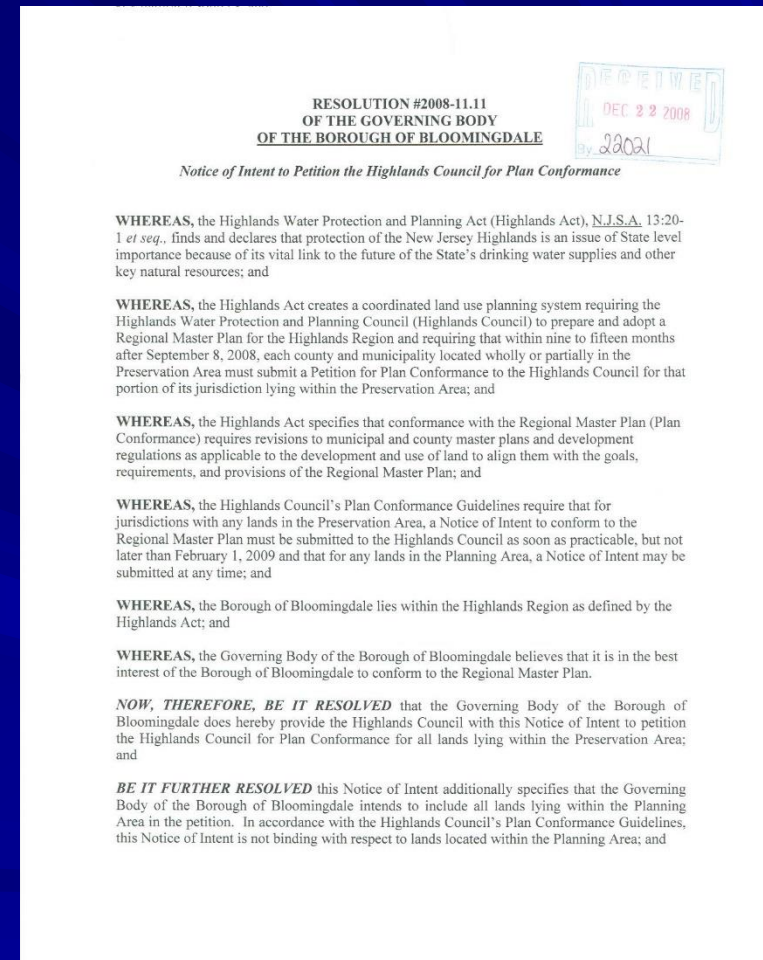 RESOLUTION #2008-11.11
OF THE GOVERNING BODY
OF THE BOROUGH OF BLOOMINGDALE
RECEIVED
DEC 22 2008
By 22021
Notice of Intent to Petition the Highlands Council for Plan Conformance
WHEREAS, the Highlands Water Protection and Planning Act (Highlands Act), N.J.S.A. 13:20-
1 et seq., finds and declares that protection of the New Jersey Highlands is an issue of State level
importance because of its vital link to the future of the State's drinking water supplies and other
key natural resources; and
WHEREAS, the Highlands Act creates a coordinated land use planning system requiring the
Highlands Water Protection and Planning Council (Highlands Council) to prepare and adopt a
Regional Master Plan for the Highlands Region and requiring that within nine to fifteen months
after September 8, 2008, each county and municipality located wholly or partially in the
Preservation Area must submit a Petition for Plan Conformance to the Highlands Council for that
portion of its jurisdiction lying within the Preservation Area; and
WHEREAS, the Highlands Act specifies that conformance with the Regional Master Plan (Plan
Conformance) requires revisions to municipal and county master plans and development
regulations as applicable to the development and use of land to align them with the goals,
requirements, and provisions of the Regional Master Plan; and
WHEREAS, the Highlands Council's Plan Conformance Guidelines require that for
jurisdictions with any lands in the Preservation Area, a Notice of Intent to conform to the
Regional Master Plan must be submitted to the Highlands Council as soon as practicable, but not
later than February 1, 2009 and that for any lands in the Planning Area, a Notice of Intent may be
submitted at any time; and
WHEREAS, the Borough of Bloomingdale lies within the Highlands Region as defined by the
Highlands Act; and
WHEREAS, the Governing Body of the Borough of Bloomingdale believes that it is in the best
interest of the Borough of Bloomingdale to conform to the Regional Master Plan.
NOW, THEREFORE, BE IT RESOLVED that the Governing Body of the Borough of
Bloomingdale does hereby provide the Highlands Council with this Notice of Intent to petition
the Highlands Council for Plan Conformance for all lands lying within the Preservation Area;
and
BE IT FURTHER RESOLVED this Notice of Intent additionally specifies that the Governing
Body of the Borough of Bloomingdale intends to include all lands lying within the Planning
Area in the petition. In accordance with the Highlands Council's Plan Conformance Guidelines,
this Notice of Intent is not binding with respect to lands located within the Planning Area; and